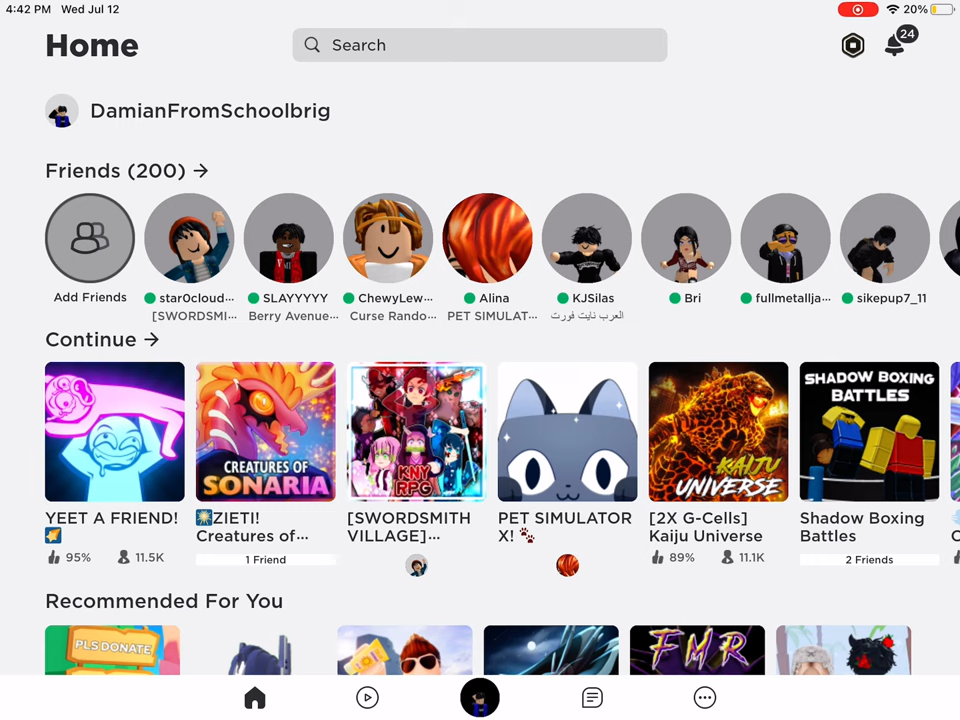 4:42 PM Wed Jul 12
20%
Home
Search
24
DamianFromSchoolbrig
Friends (200) →
Add Friends
star0cloud...
[SWORDSMI...
SLAYYYYY
Berry Avenue...
ChewyLew...
Curse Rando...
Alina
PET SIMULAT...
KJSilas
العرب نايت فورت
Bri
fullmetallja...
sikepup7_11
Continue →
CREATURES OF
SONARIA
KNY
RPG
KAIJU
UNIVERSE
SHADOW BOXING
BATTLES
YEET A FRIEND!
95% 11.5K
ZIETI!
Creatures of...
1 Friend
[SWORDSMITH
VILLAGE]...
PET SIMULATOR
X!
[2X G-Cells]
Kaiju Universe
89% 11.1K
Shadow Boxing
Battles
2 Friends
Recommended For You
PLS DONATE
FMR